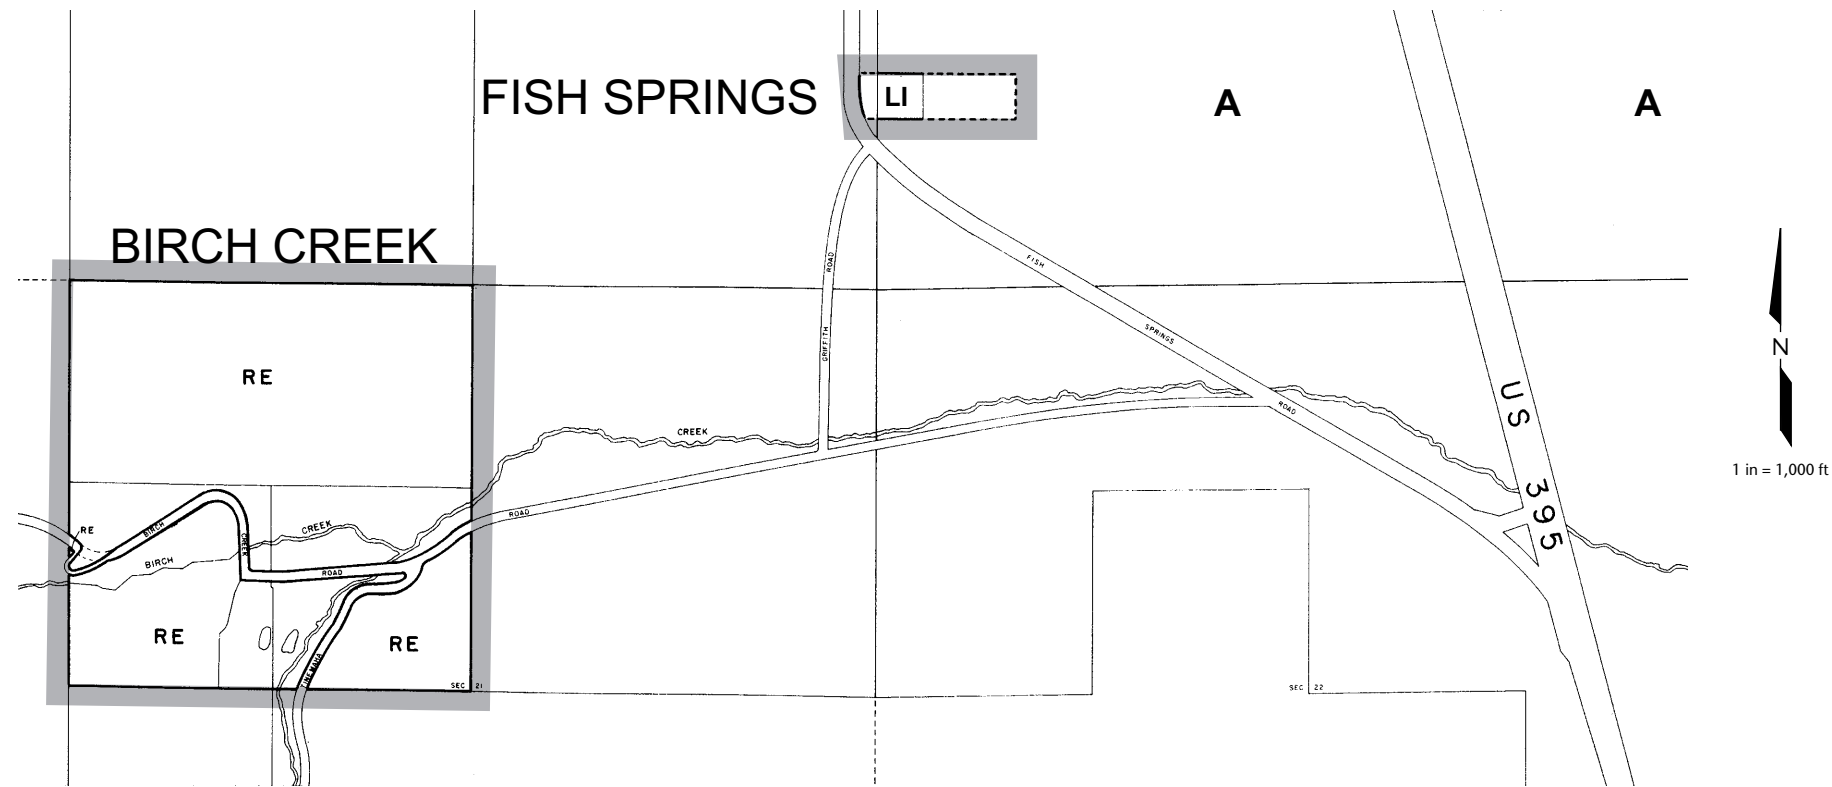 FISH SPRINGS
LI
A
A
BIRCH CREEK
ROAD
FISH
GRIFFITH
SPRINGS
N
RE
US 395
ROAD
CREEK
1 in = 1,000 ft
ROAD
RE
BIRCH
CREEK
CREEK
BIRCH
ROAD
RE
RE
TINEMAHA
SEC 21
SEC 22